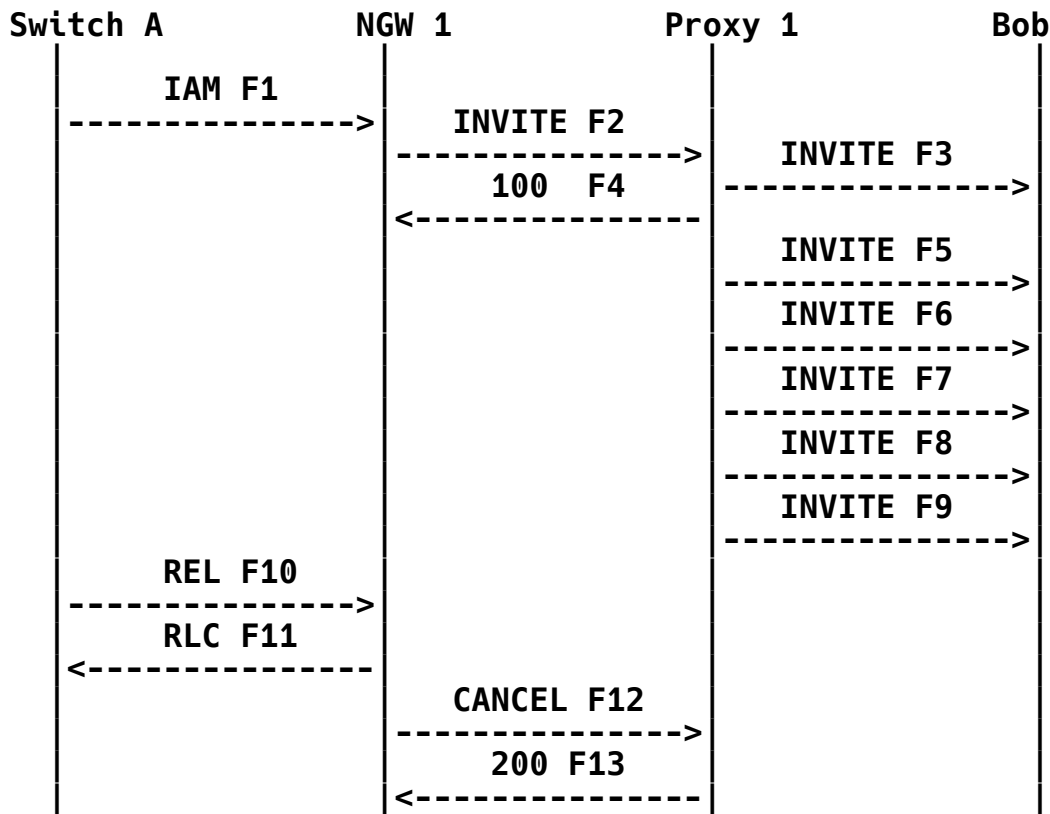 Switch A NGW 1 Proxy 1 Bob
IAM F1
INVITE F2
INVITE F3
100 F4
INVITE F5
INVITE F6
INVITE F7
INVITE F8
INVITE F9
REL F10
RLC F11
CANCEL F12
200 F13